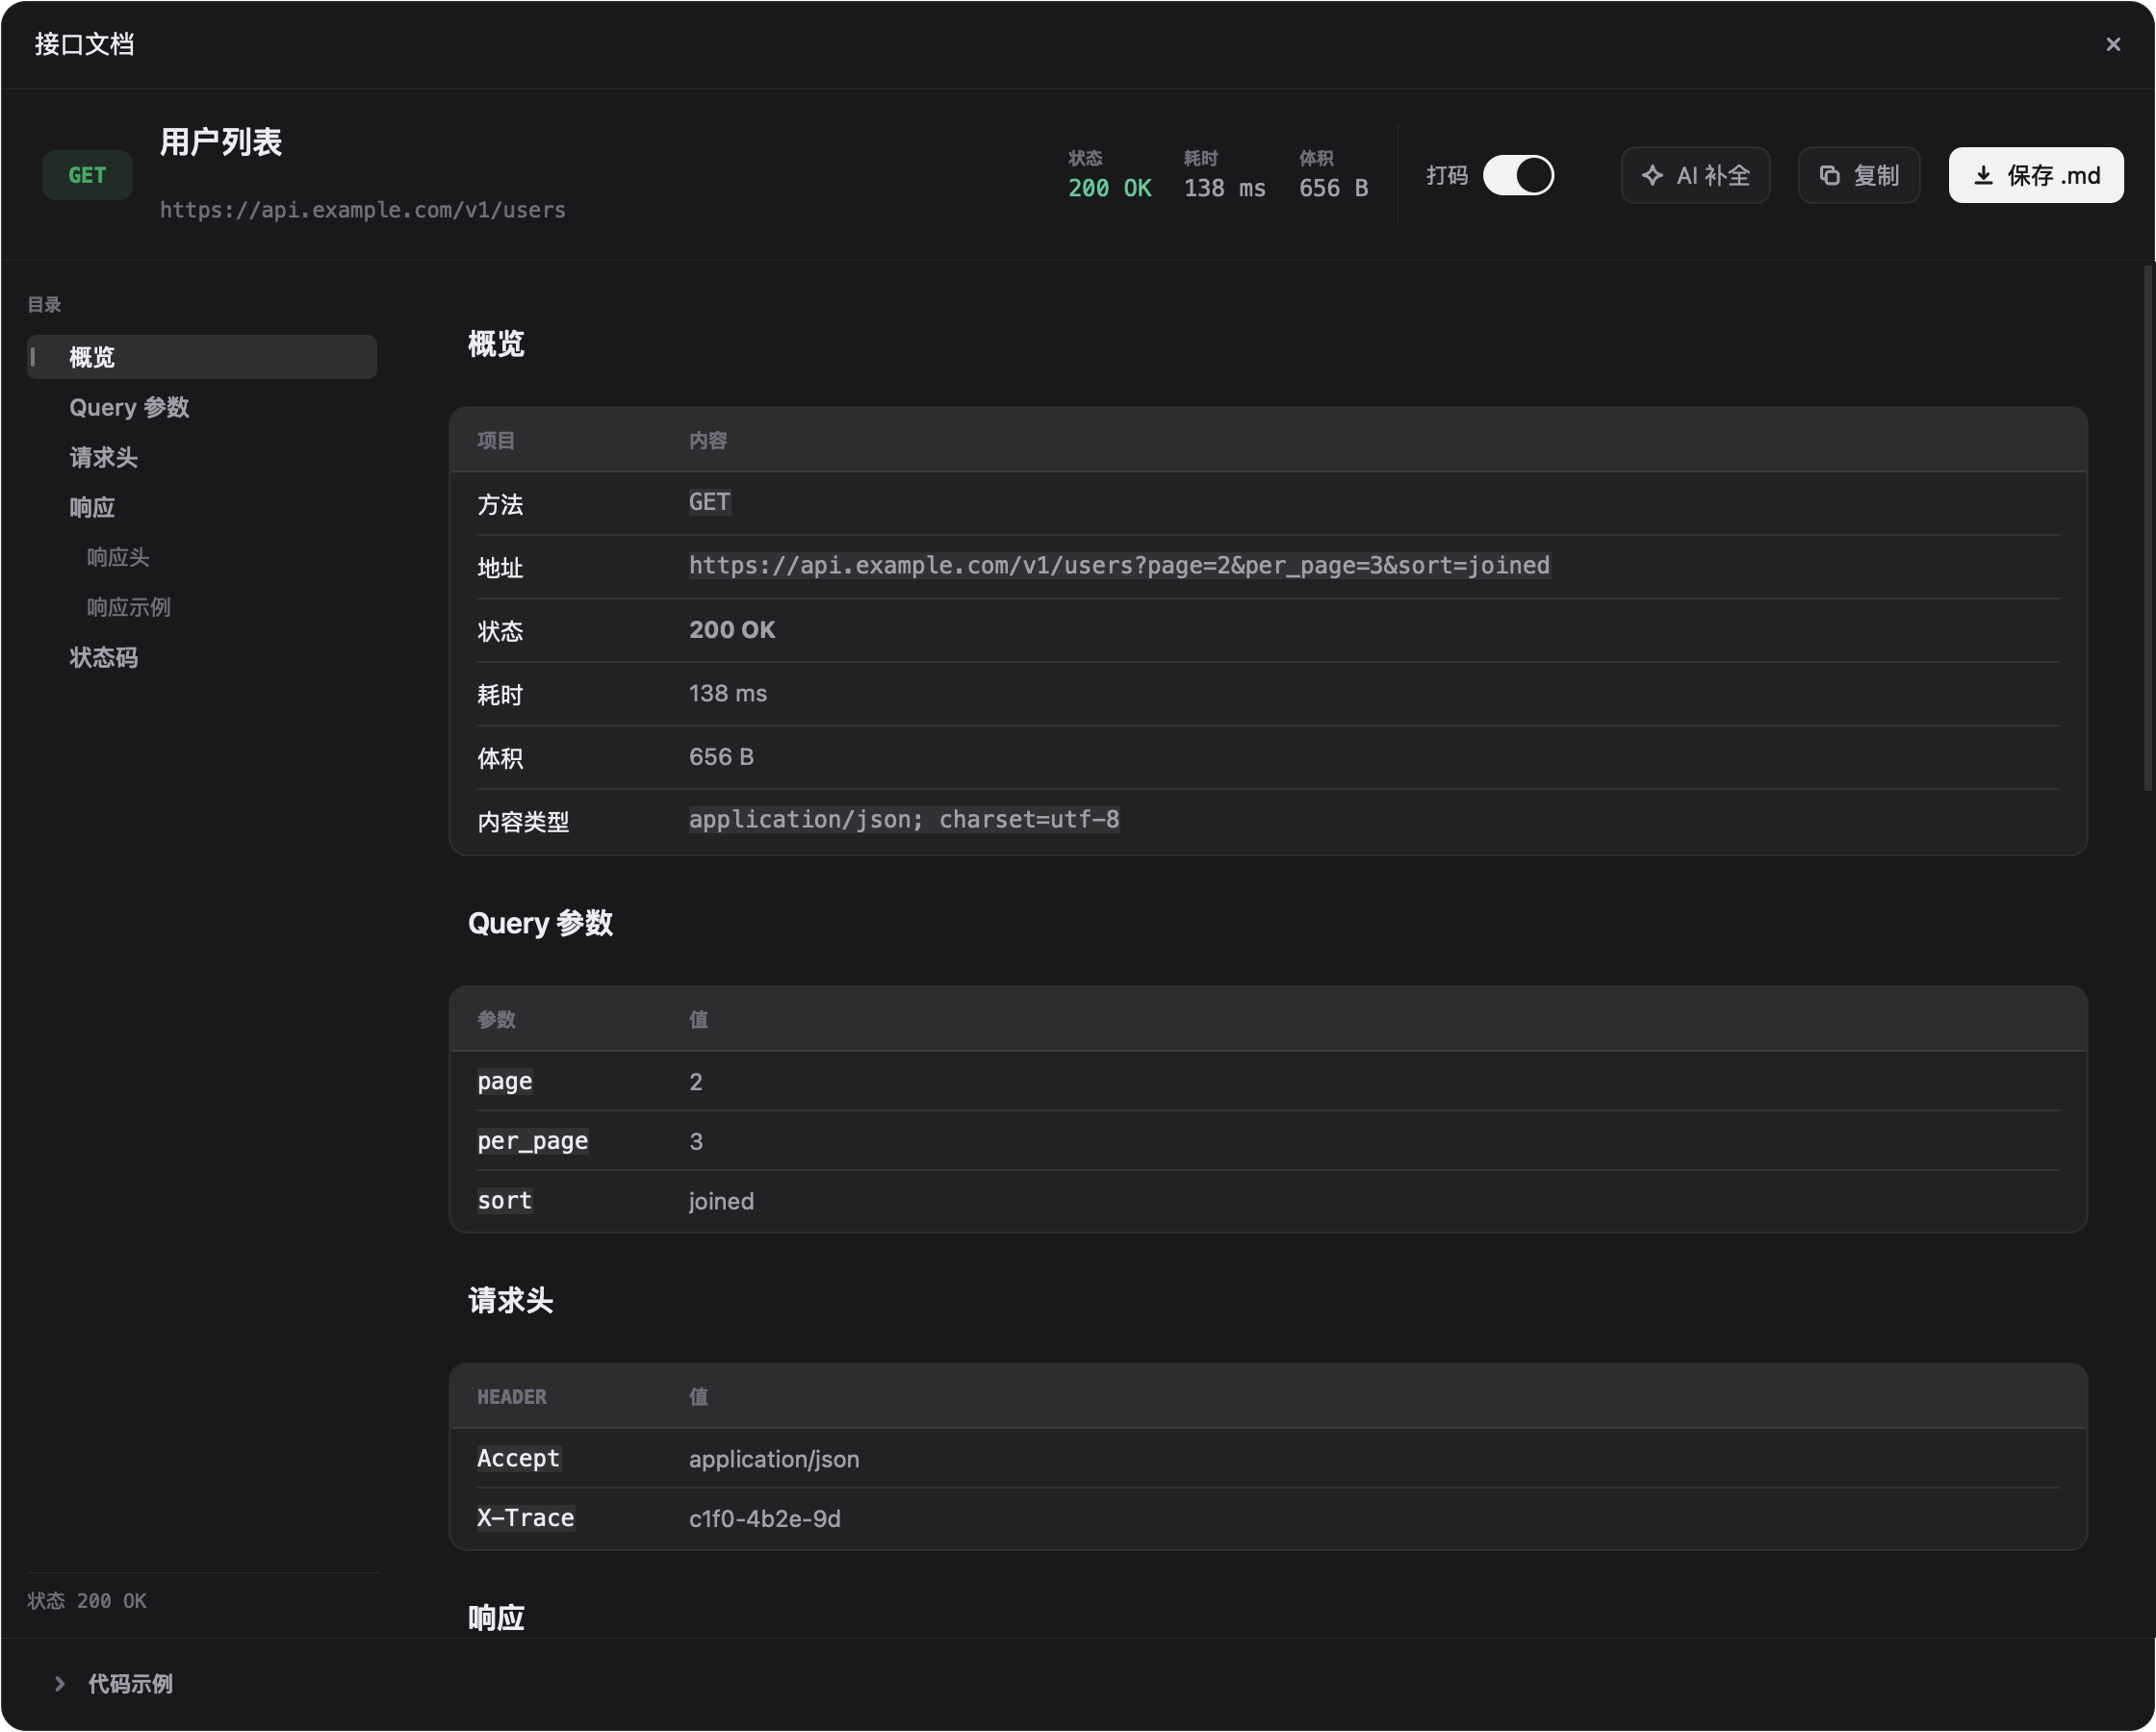 接口文档
GET
用户列表
https://api.example.com/v1/users
状态 耗时 体积
200 OK 138 ms 656 B
打码
AI 补全
复制
保存 .md
目录
概览
Query 参数
请求头
响应
响应头
响应示例
状态码
状态 200 OK
概览
项目 内容
方法 GET
地址 https://api.example.com/v1/users?page=2&per_page=3&sort=joined
状态 200 OK
耗时 138 ms
体积 656 B
内容类型 application/json; charset=utf-8
Query 参数
参数 值
page 2
per_page 3
sort joined
请求头
HEADER 值
Accept application/json
X-Trace c1f0-4b2e-9d
响应
代码示例